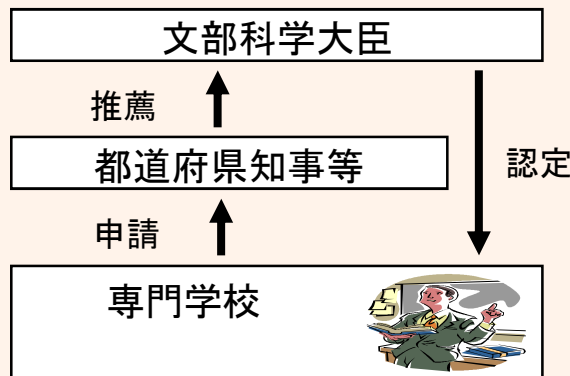 文部科学大臣
推薦
都道府県知事等
認定
申請
専門学校